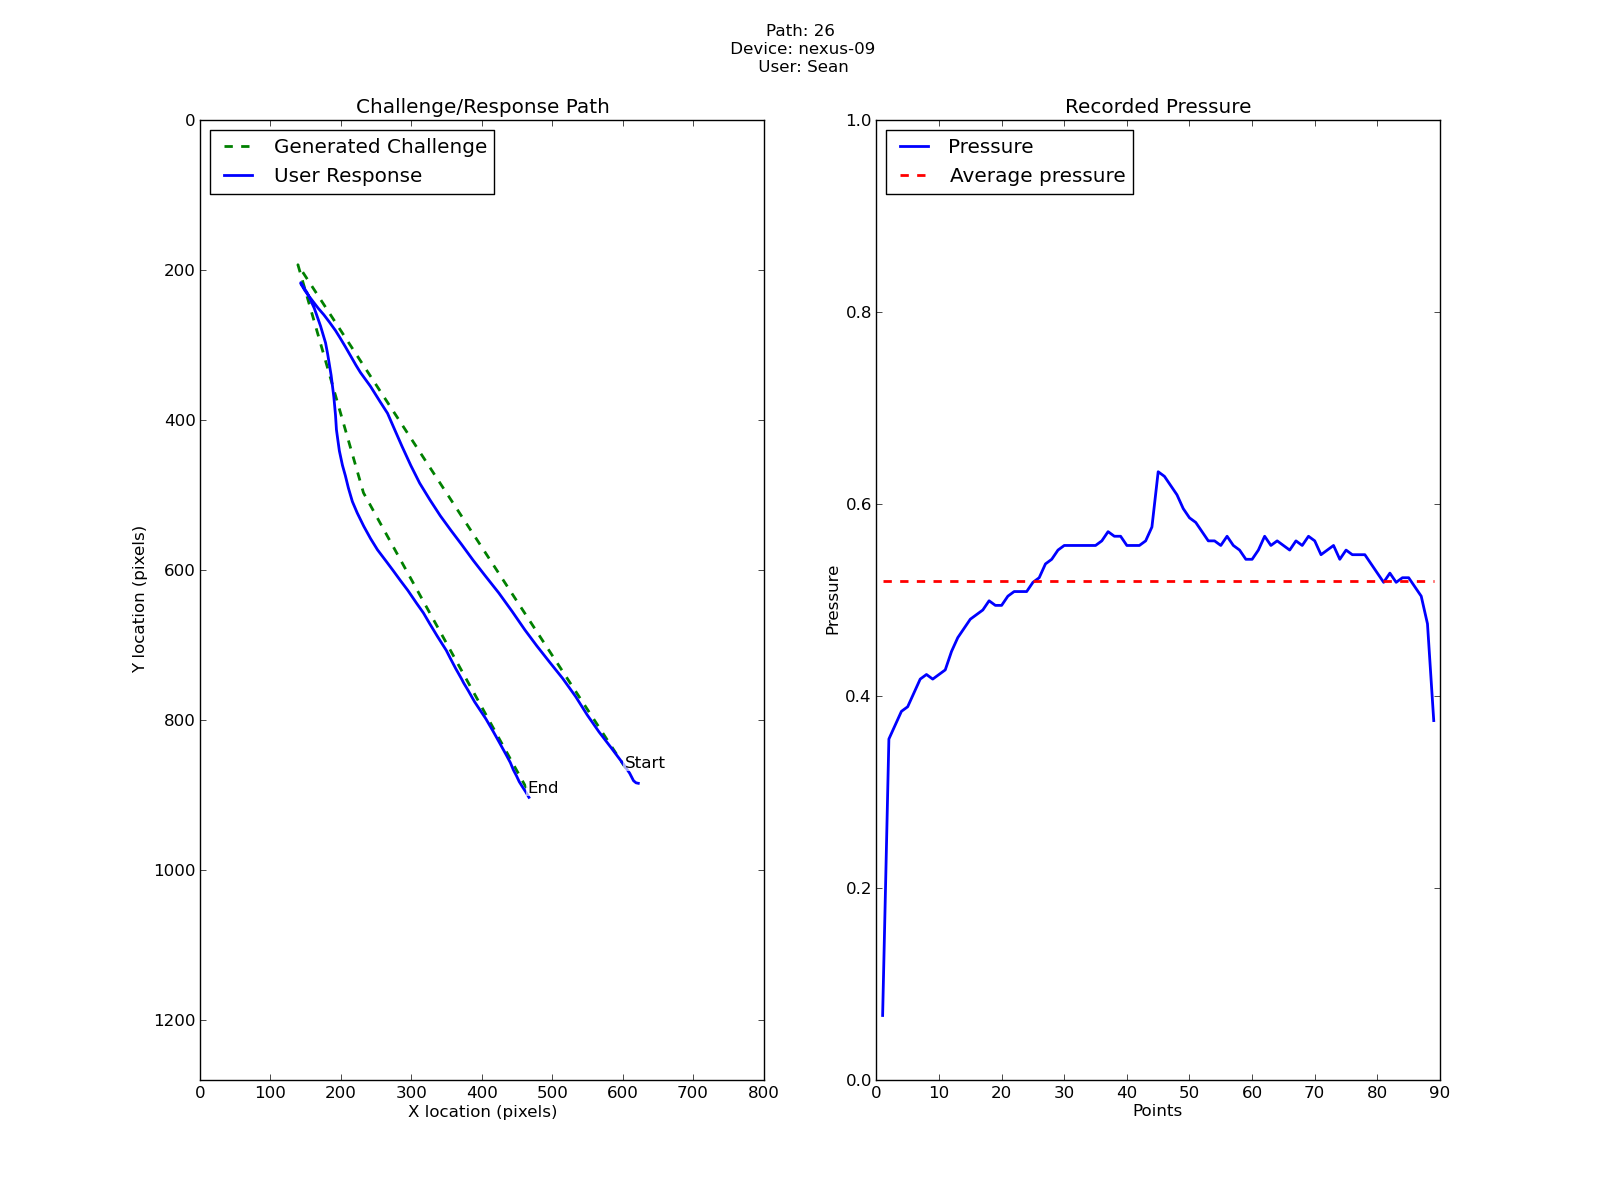 Path: 26
Device: nexus-09
User: Sean
Challenge/Response Path
Generated Challenge
User Response
0
200
400
600
800
1000
1200
Y location (pixels)
Start
End
0 100 200 300 400 500 600 700 800
X location (pixels)
Recorded Pressure
Pressure
Average pressure
1.0
0.8
0.6
0.4
0.2
0.0
Pressure
0 10 20 30 40 50 60 70 80 90
Points